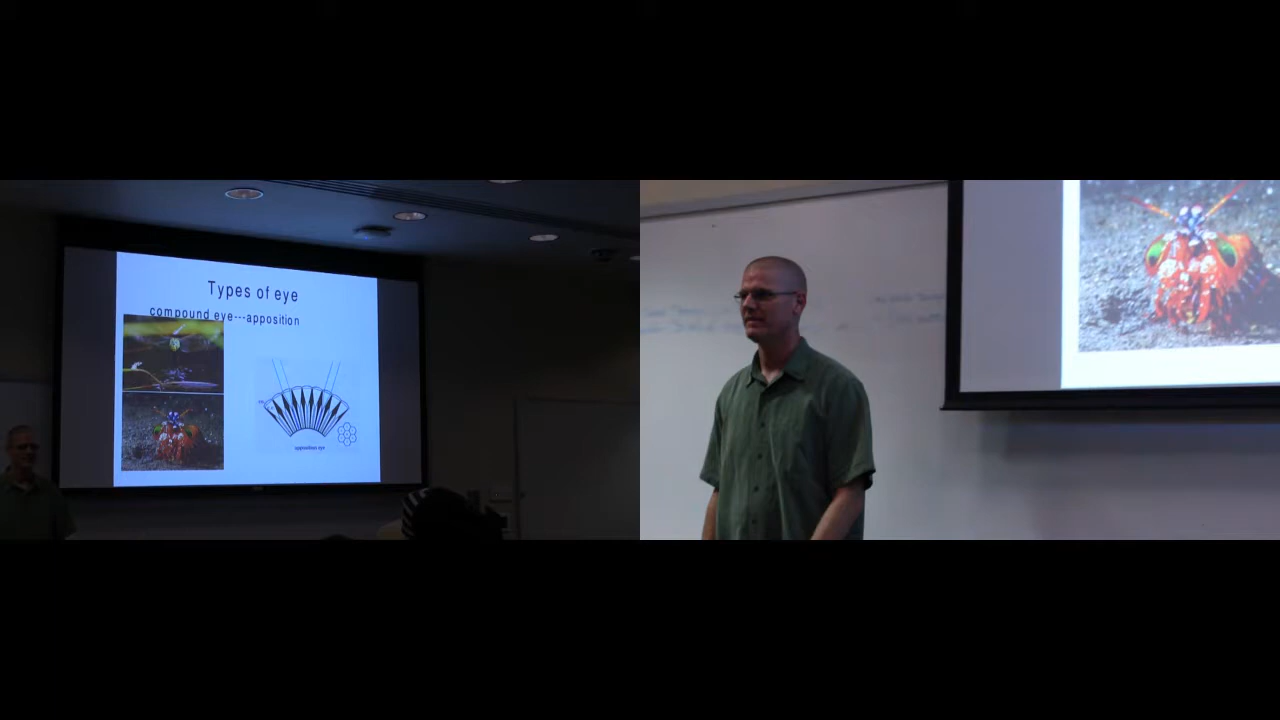 Types of eye
compound eye---apposition
apposition eye